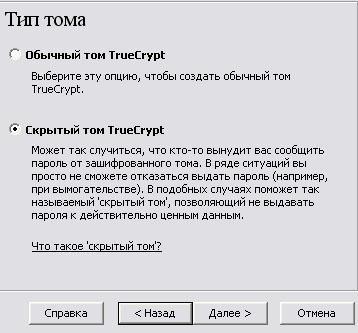 Тип тома
Обычный том TrueCrypt
Выберите эту опцию, чтобы создать обычный том
TrueCrypt.
Скрытый том TrueCrypt
Может так случиться, что кто-то вынудит вас сообщить
пароль от зашифрованного тома. В ряде ситуаций вы
просто не сможете отказаться выдать пароль (например,
при вымогательстве). В подобных случаях поможет так
называемый 'скрытый том', позволяющий не выдавать
пароля к действительно ценным данным.
Что такое 'скрытый том'?
Справка
< Назад
Далее >
Отмена